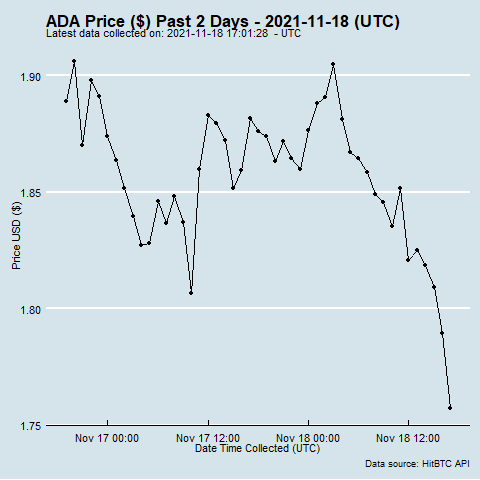 ADA Price ($) Past 2 Days - 2021-11-18 (UTC)
Latest data collected on: 2021-11-18 17:01:28  - UTC
1.90
1.85
1.80
1.75
Price USD ($)
Nov 17 00:00 Nov 17 12:00 Nov 18 00:00 Nov 18 12:00
Date Time Collected (UTC)
Data source: HitBTC API